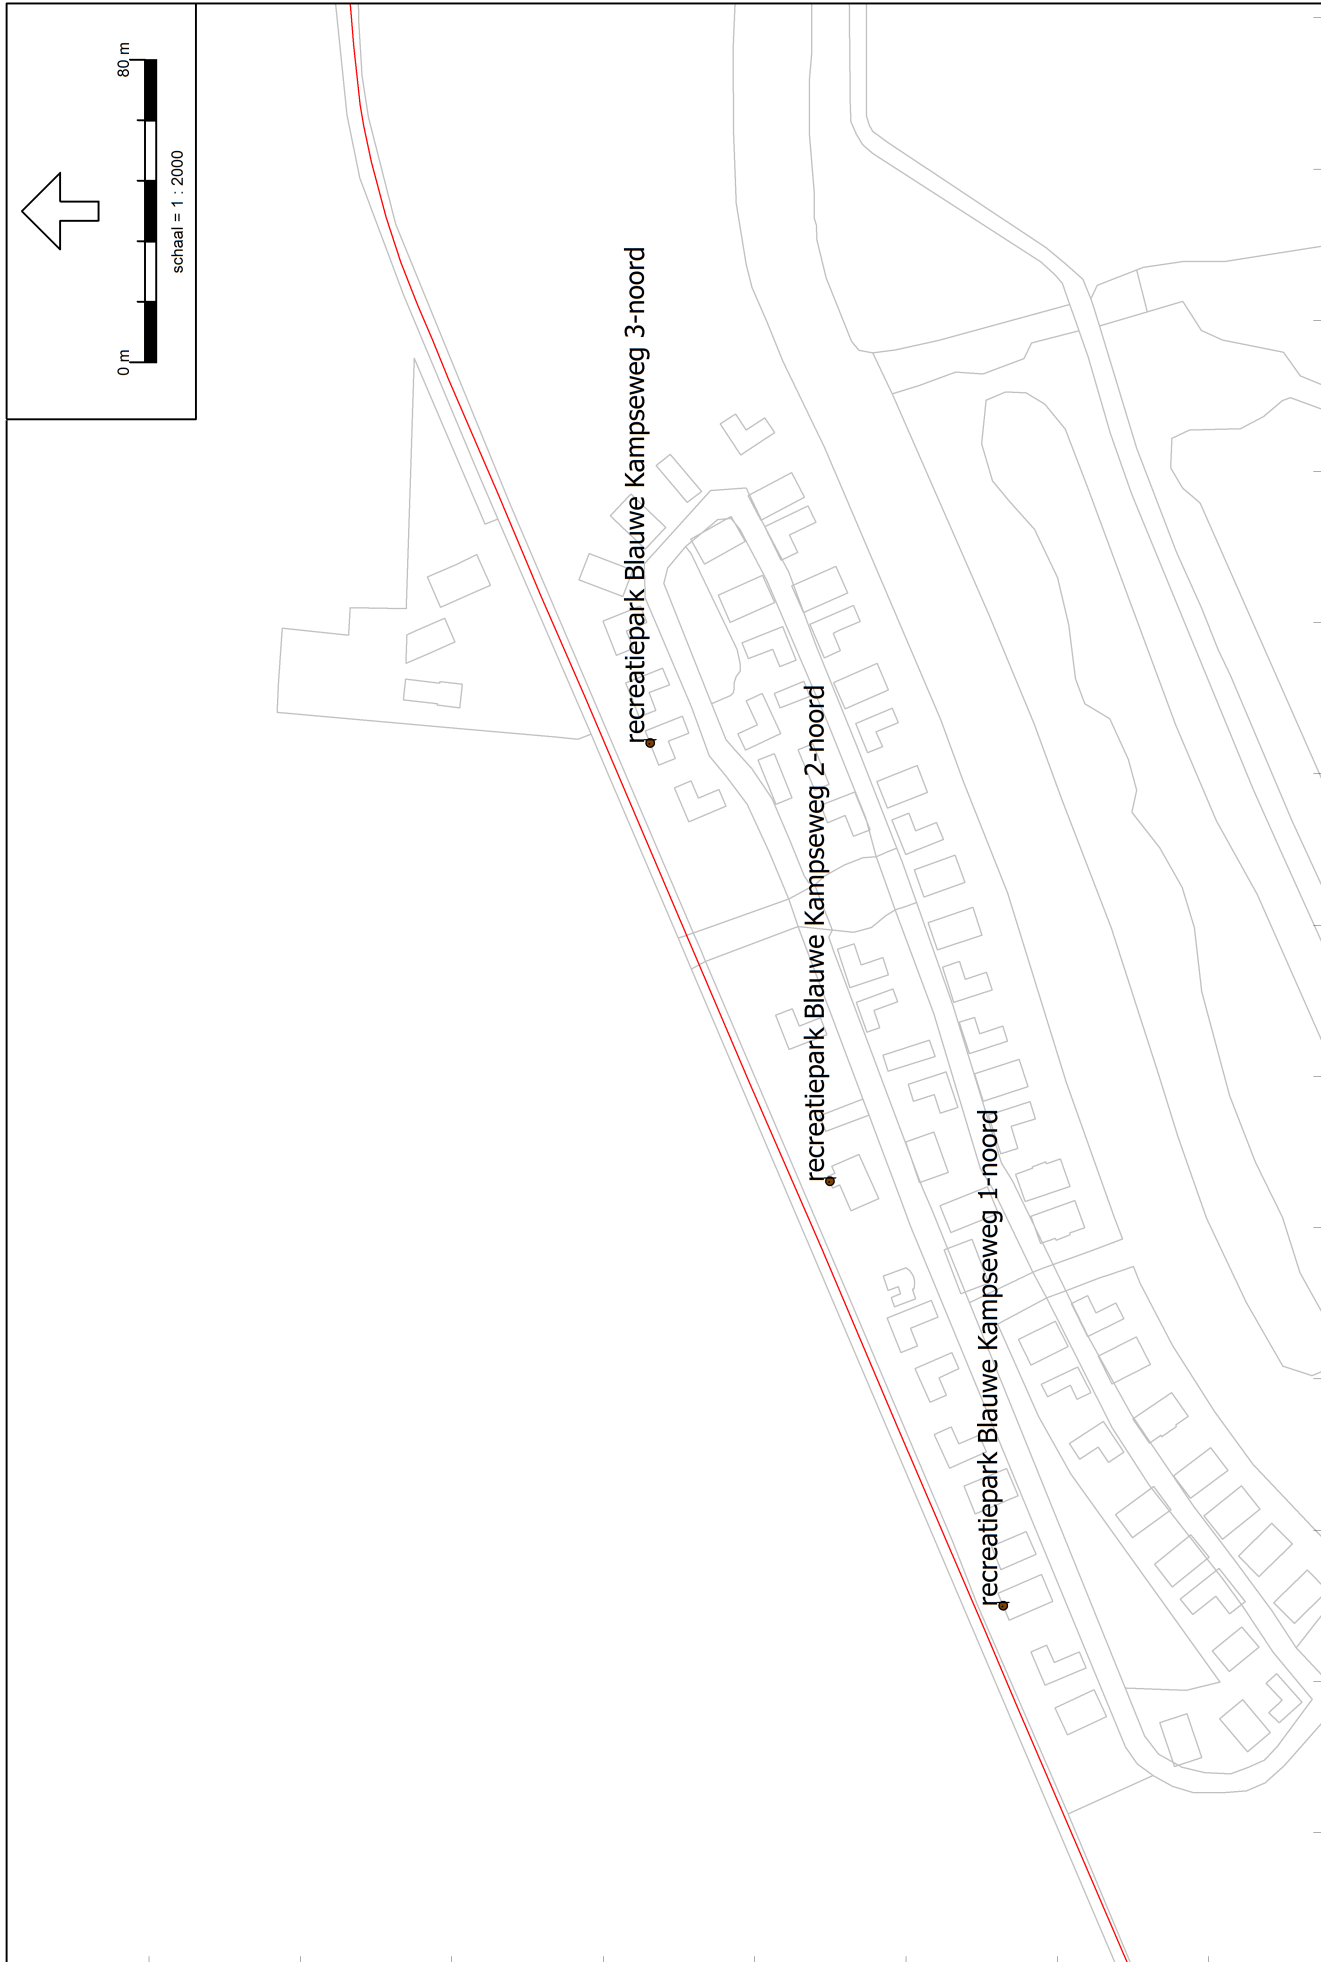 0 m
80 m
schaal = 1 : 2000
recreatiepark Blauwe Kampseweg 3-noord
recreatiepark Blauwe Kampseweg 2-noord
recreatiepark Blauwe Kampseweg 1-noord